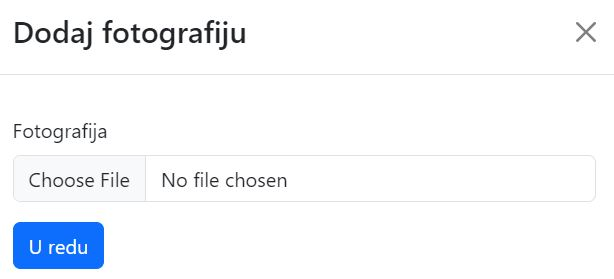 Dodaj fotografiju
Fotografija
Choose File No file chosen
U redu